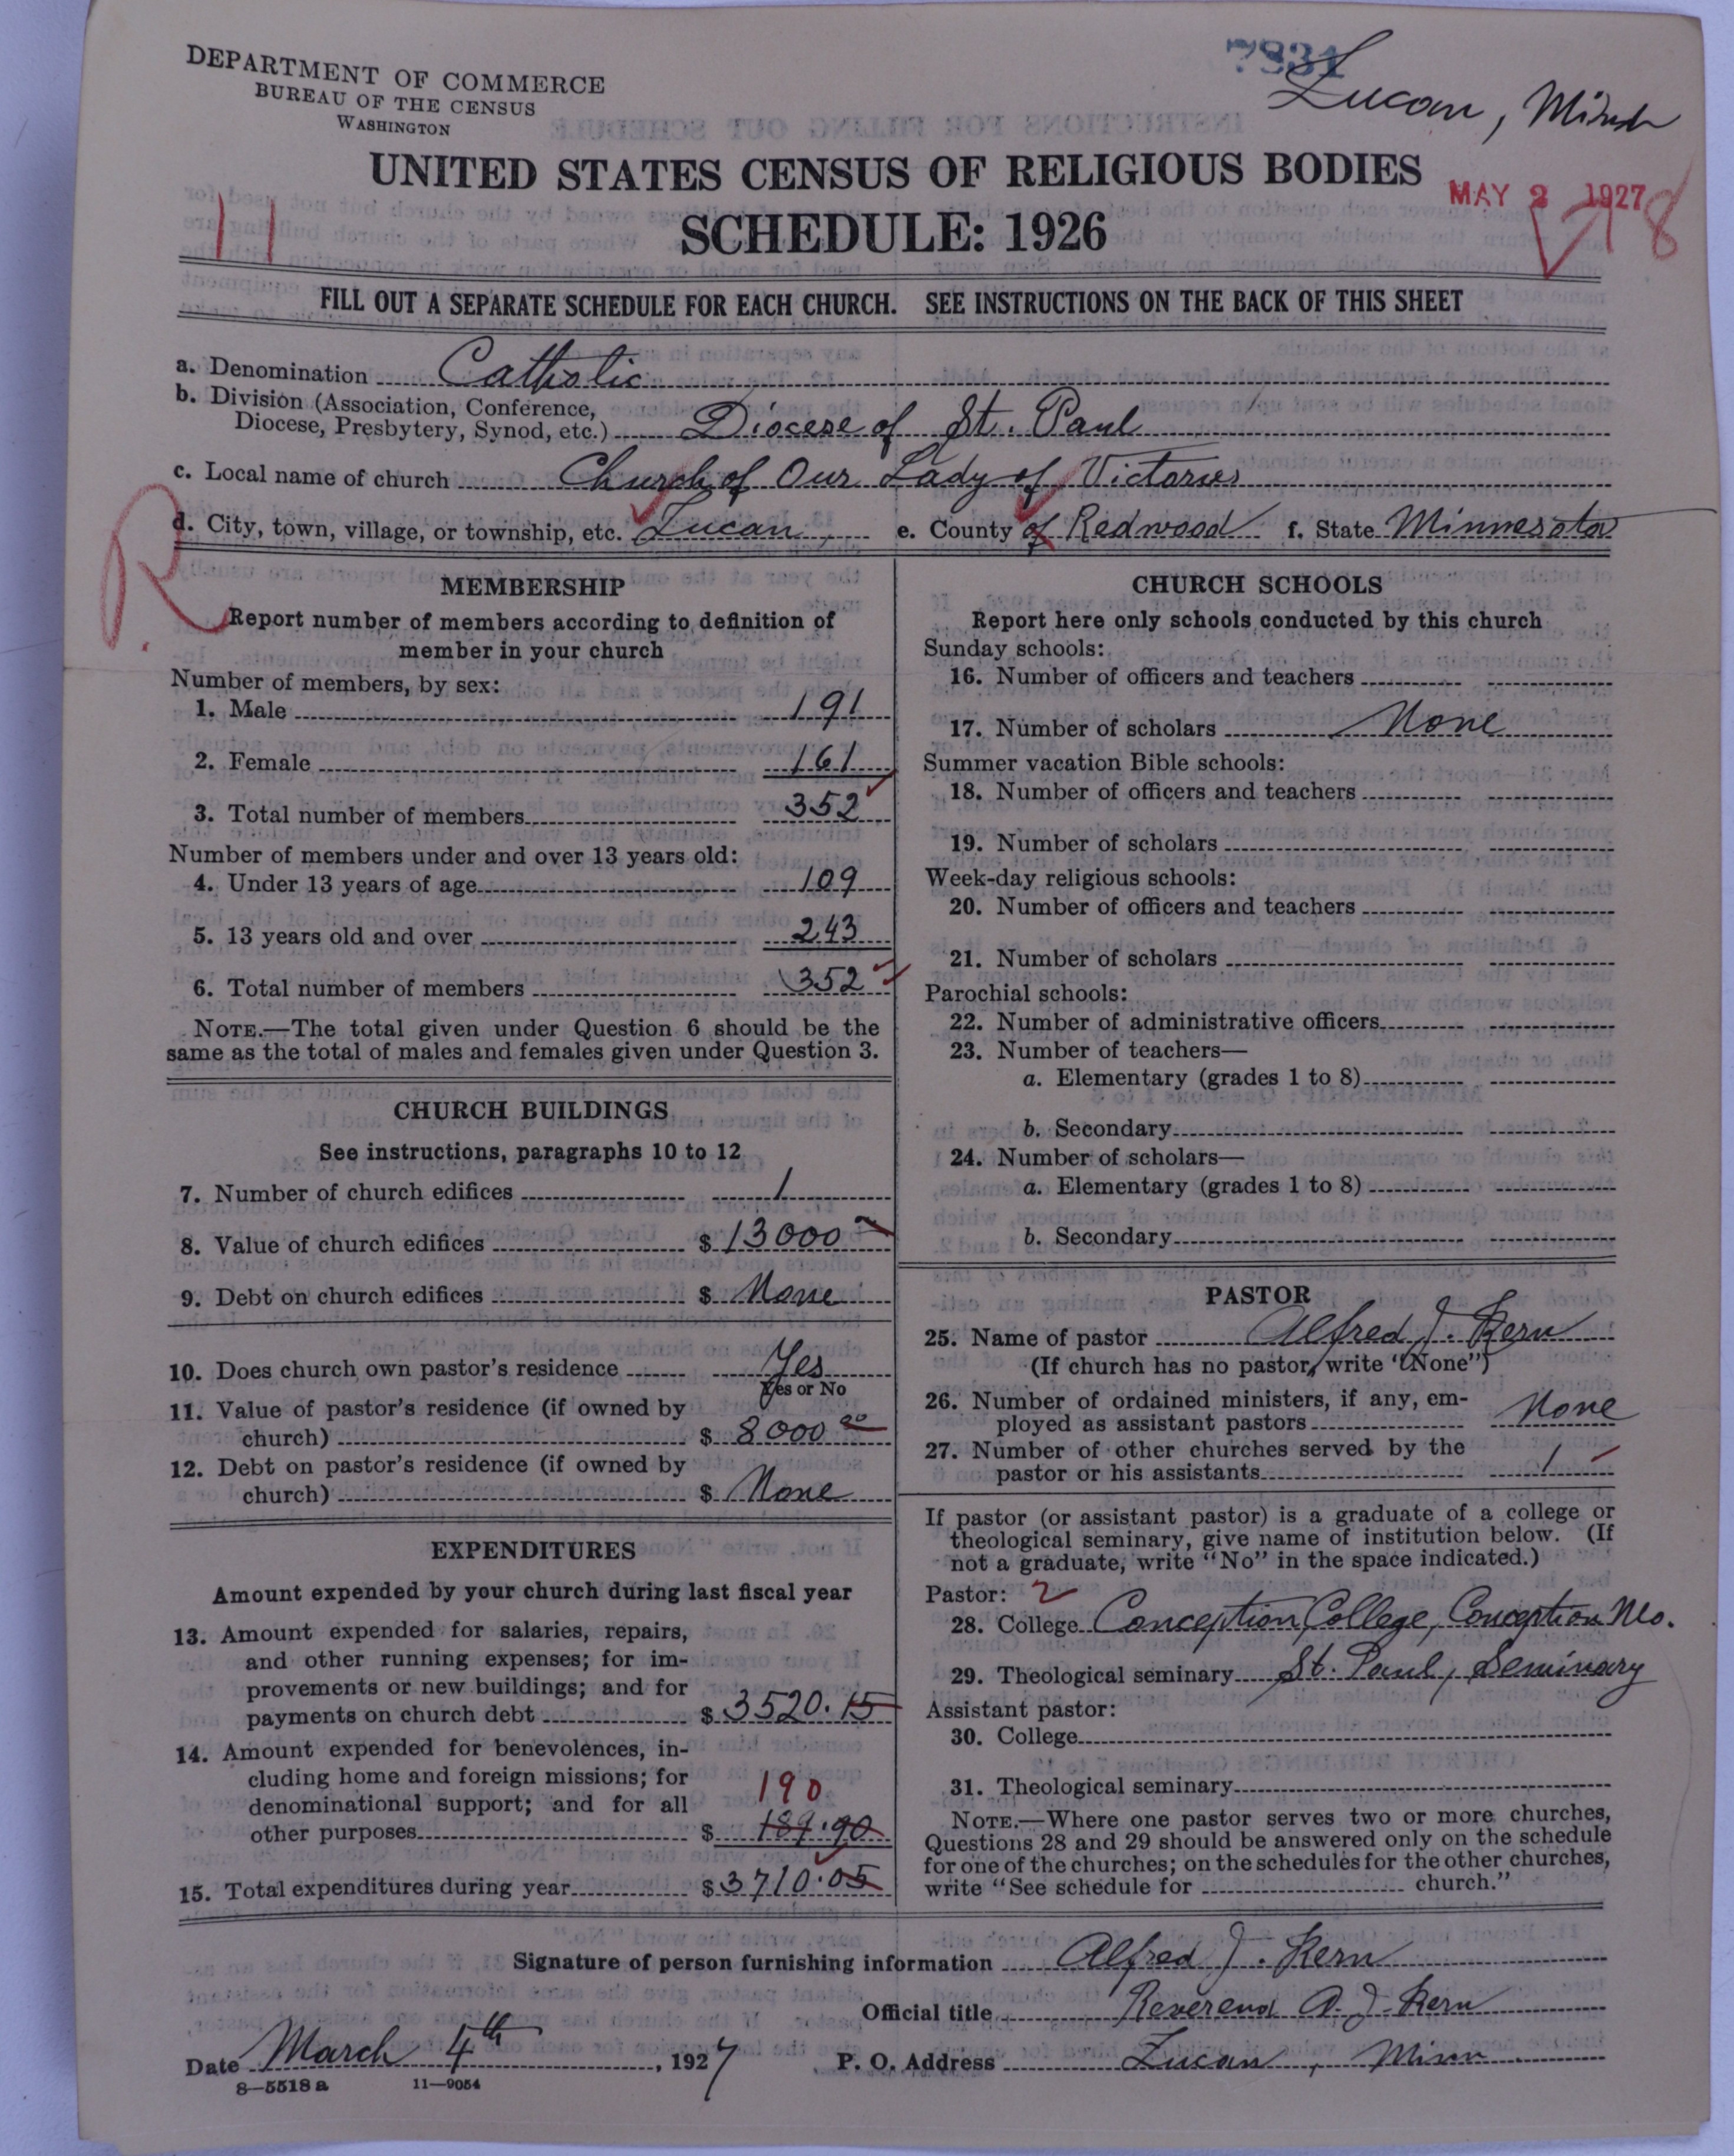 7831
Lucan, Minn
DEPARTMENT OF COMMERCE
BUREAU OF THE CENSUS
WASHINGTON
UNITED STATES CENSUS OF RELIGIOUS BODIES
MAY 2 1927
11
8
SCHEDULE: 1926
FILL OUT A SEPARATE SCHEDULE FOR EACH CHURCH. SEE INSTRUCTIONS ON THE BACK OF THIS SHEET
a. Denomination Catholic
b. Division (Association, Conference,
Diocese, Presbytery, Synod, etc.) Diocese of St. Paul
c. Local name of church Church of Our Lady of Victories
d. City, town, village, or township, etc. Lucan, e. County of Redwood f. State Minnesota
R
MEMBERSHIP
Report number of members according to definition of
member in your church
Number of members, by sex:
1. Male 191
2. Female 161
3. Total number of members 352
Number of members under and over 13 years old:
4. Under 13 years of age 109
5. 13 years old and over 243
6. Total number of members 352
NOTE.—The total given under Question 6 should be the
same as the total of males and females given under Question 3.
CHURCH BUILDINGS
See instructions, paragraphs 10 to 12
7. Number of church edifices 1
8. Value of church edifices $ 13000
9. Debt on church edifices $ None
10. Does church own pastor's residence Yes
Yes or No
11. Value of pastor's residence (if owned by
church) $ 8000 00
12. Debt on pastor's residence (if owned by
church) $ None
EXPENDITURES
Amount expended by your church during last fiscal year
13. Amount expended for salaries, repairs,
and other running expenses; for im-
provements or new buildings; and for
payments on church debt $ 3520.15
14. Amount expended for benevolences, in-
cluding home and foreign missions; for
denominational support; and for all
190
other purposes $ 189.90
15. Total expenditures during year $ 3710.05
CHURCH SCHOOLS
Report here only schools conducted by this church
Sunday schools:
16. Number of officers and teachers
17. Number of scholars None
Summer vacation Bible schools:
18. Number of officers and teachers
19. Number of scholars
Week-day religious schools:
20. Number of officers and teachers
21. Number of scholars
Parochial schools:
22. Number of administrative officers
23. Number of teachers—
a. Elementary (grades 1 to 8)
b. Secondary
24. Number of scholars—
a. Elementary (grades 1 to 8)
b. Secondary
PASTOR
25. Name of pastor Alfred J. Kern
(If church has no pastor, write "None")
26. Number of ordained ministers, if any, em-
ployed as assistant pastors None
27. Number of other churches served by the
pastor or his assistants 1
If pastor (or assistant pastor) is a graduate of a college or
theological seminary, give name of institution below. (If
not a graduate, write "No" in the space indicated.)
Pastor: 2
28. College Conception College, Conception Mo.
29. Theological seminary St. Paul, Seminary
Assistant pastor:
30. College
31. Theological seminary
NOTE.—Where one pastor serves two or more churches,
Questions 28 and 29 should be answered only on the schedule
for one of the churches; on the schedules for the other churches,
write "See schedule for church."
Signature of person furnishing information Alfred J. Kern
Official title Reverend A. J. Kern
Date March 4th, 1927 P. O. Address Lucan, Minn.
8—5518 a 11—9054